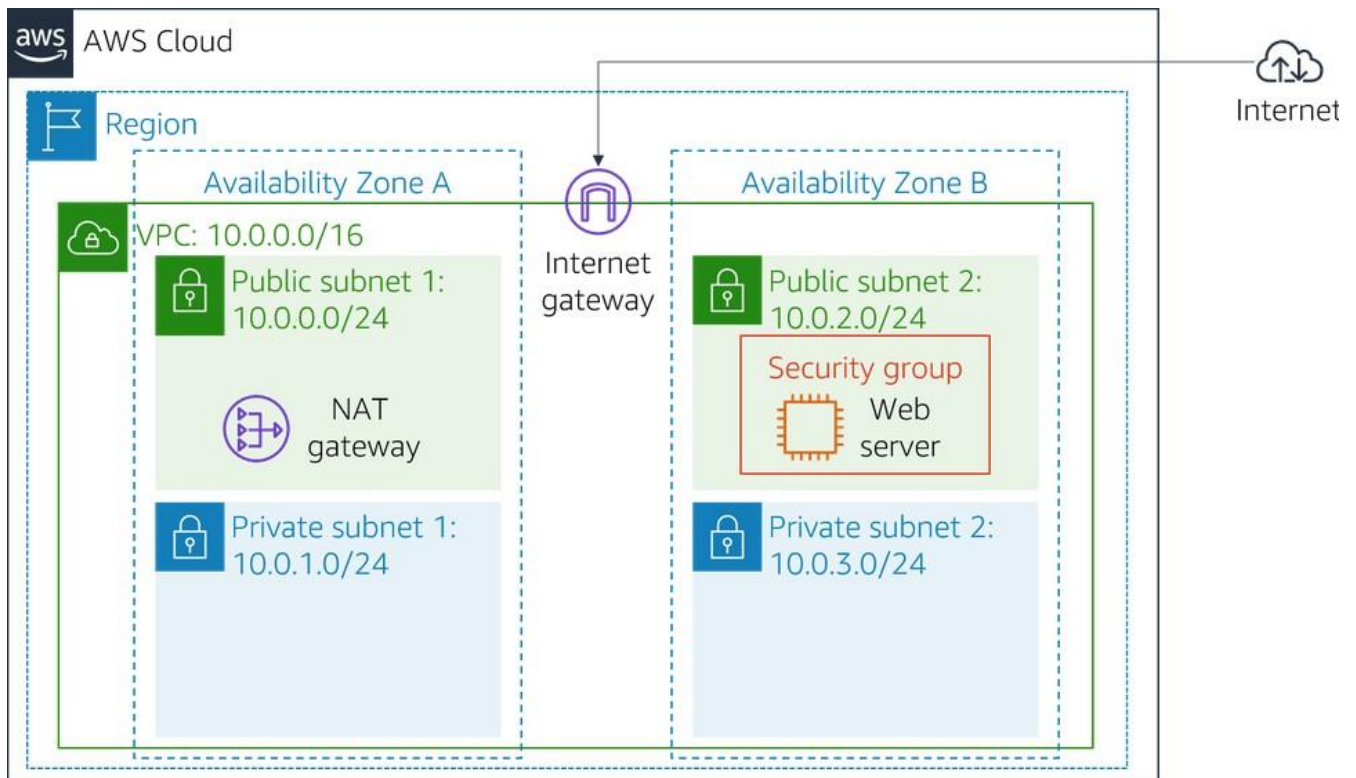 aws
AWS Cloud
Internet
Region
Availability Zone A
Availability Zone B
VPC: 10.0.0.0/16
Internet
gateway
Public subnet 1:
10.0.0.0/24
NAT
gateway
Private subnet 1:
10.0.1.0/24
Public subnet 2:
10.0.2.0/24
Security group
Web
server
Private subnet 2:
10.0.3.0/24